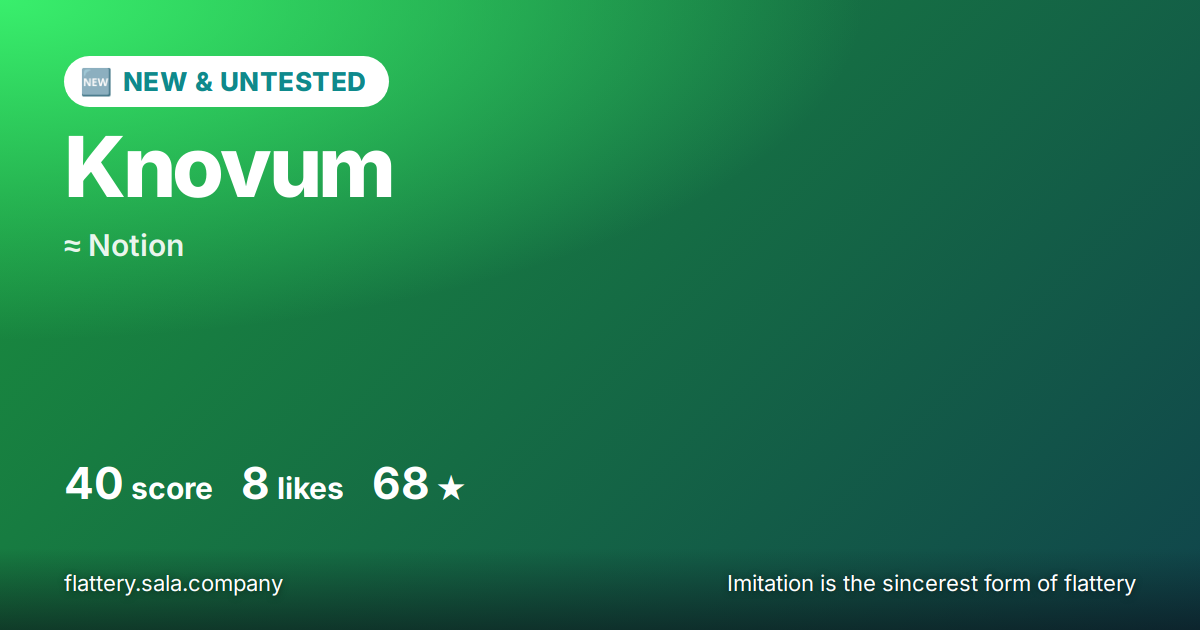 🆕 NEW & UNTESTED
Knovum
≈ Notion
40 score 8 likes 68 ★
flattery.sala.company
Imitation is the sincerest form of flattery